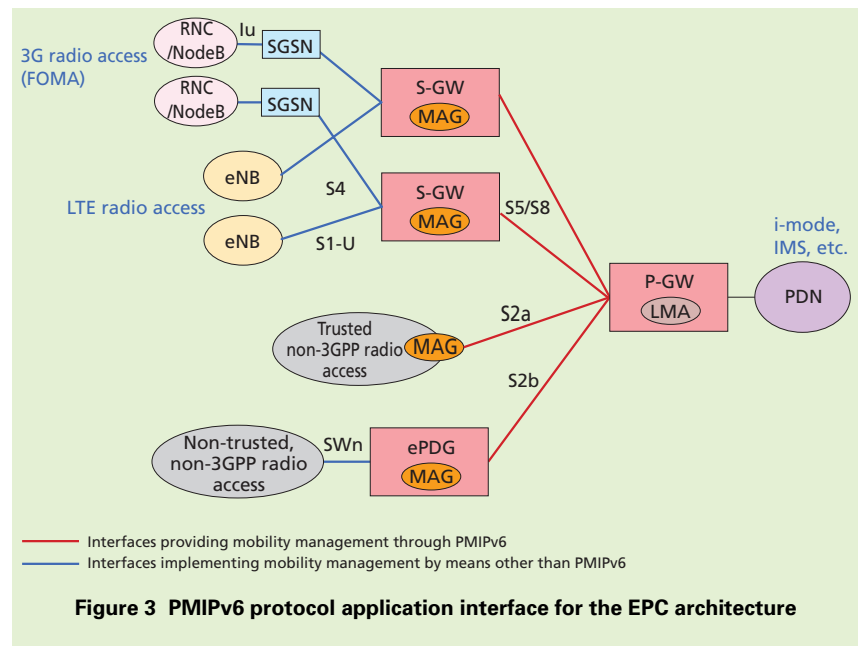 RNC
/NodeB
Iu
SGSN
3G radio access
(FOMA)
RNC
/NodeB
SGSN
S-GW
MAG
eNB
S4
LTE radio access
eNB
S1-U
S-GW
MAG
S5/S8
i-mode,
IMS, etc.
P-GW
LMA
PDN
S2a
Trusted
non-3GPP radio
access
MAG
S2b
Non-trusted,
non-3GPP radio
access
SWn
ePDG
MAG
Interfaces providing mobility management through PMIPv6
Interfaces implementing mobility management by means other than PMIPv6
Figure 3 PMIPv6 protocol application interface for the EPC architecture